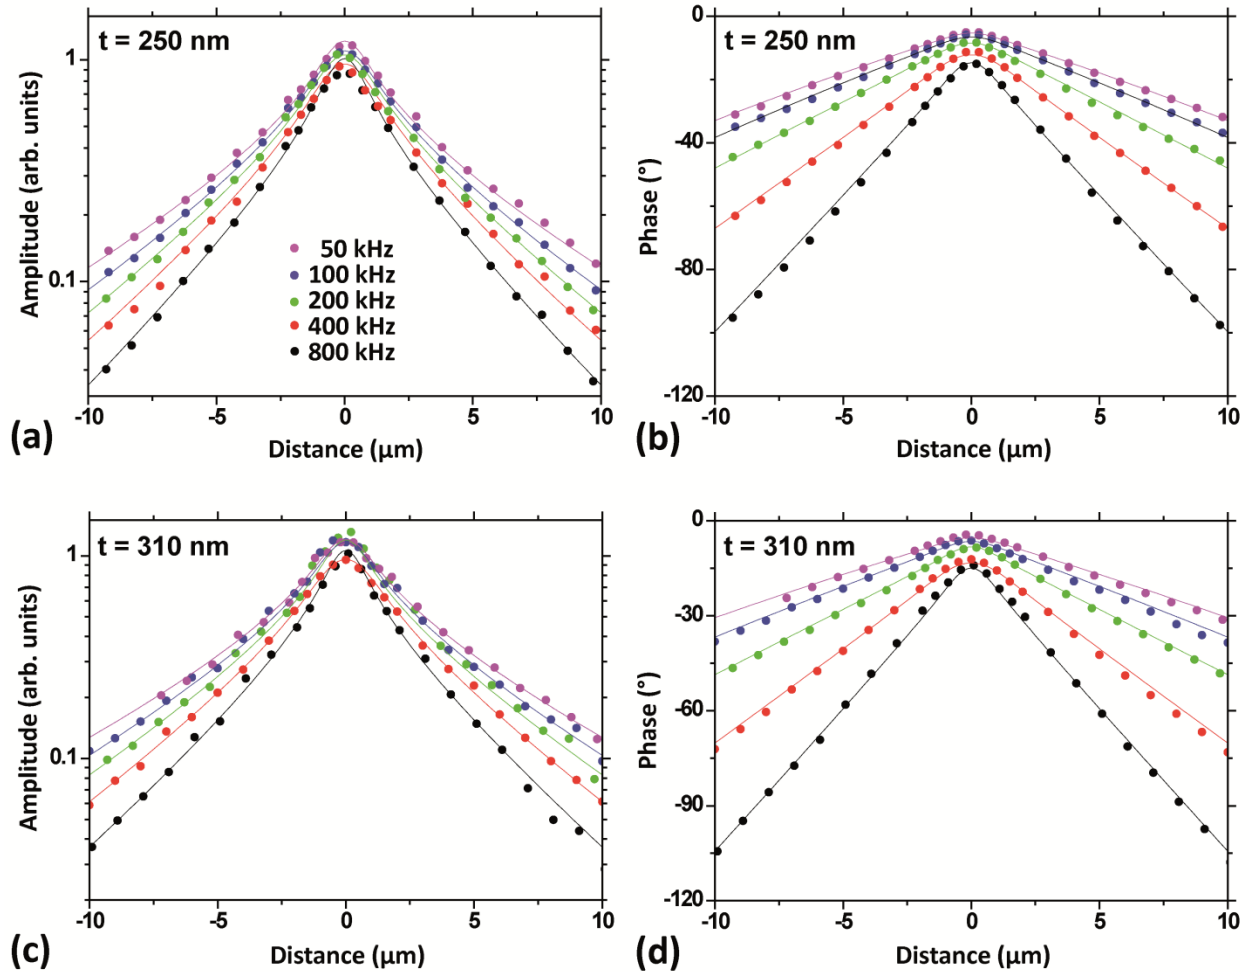 t = 250 nm
1
0.1
Amplitude (arb. units)
50 kHz
100 kHz
200 kHz
400 kHz
800 kHz
-10
-5
0
5
10
Distance (µm)
(a)
t = 250 nm
0
-40
-80
-120
Phase (°)
-10
-5
0
5
10
Distance (µm)
(b)
t = 310 nm
1
0.1
Amplitude (arb. units)
-10
-5
0
5
10
Distance (µm)
(c)
t = 310 nm
0
-30
-60
-90
-120
Phase (°)
-10
-5
0
5
10
Distance (µm)
(d)